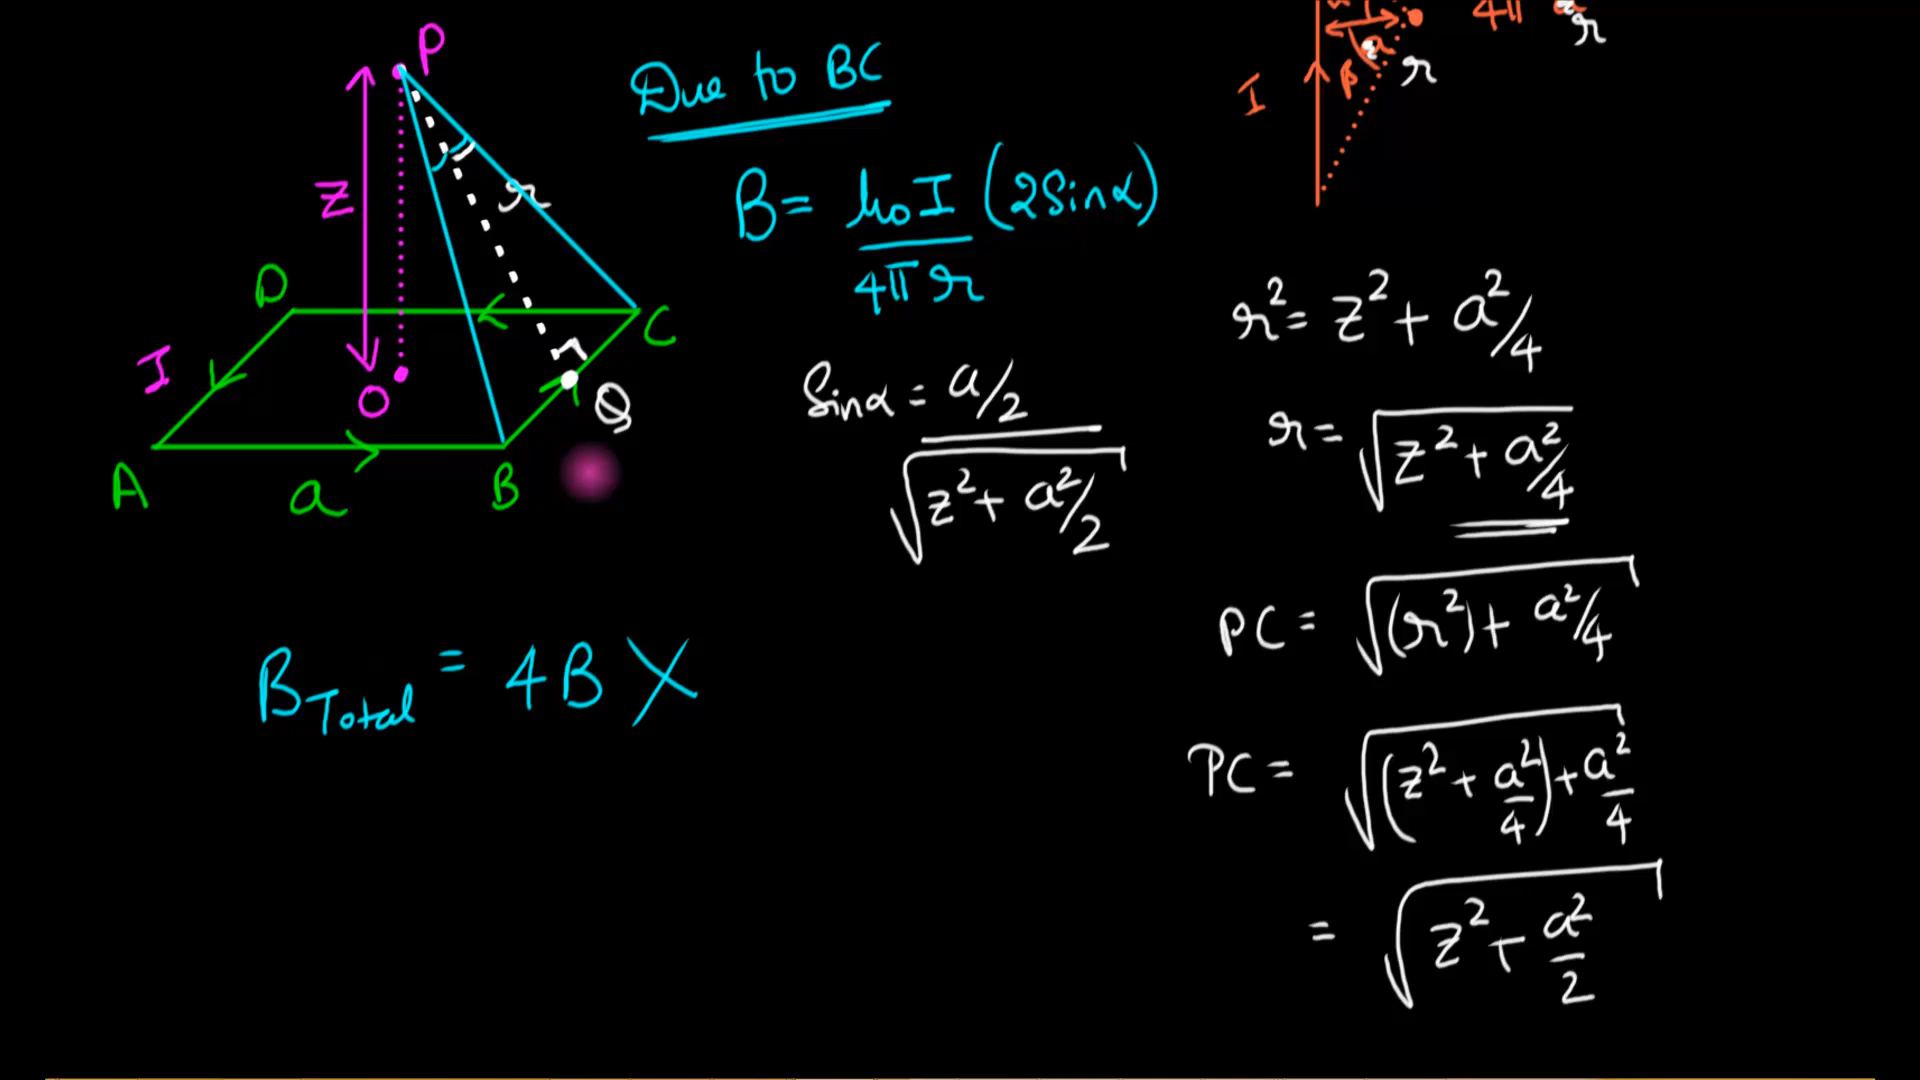 P
Z
D
C
I
O
Q
A
a
B
Due to BC
B = μ₀I/4πr (2Sinα)
Sinα = a/2 / √(z² + a²/2)
B_Total = 4B X
4π r
I
β
r
r² = z² + a²/4
r = √(z² + a²/4)
PC = √((r²) + a²/4)
PC = √((z² + a²/4) + a²/4)
= √(z² + a²/2)
r